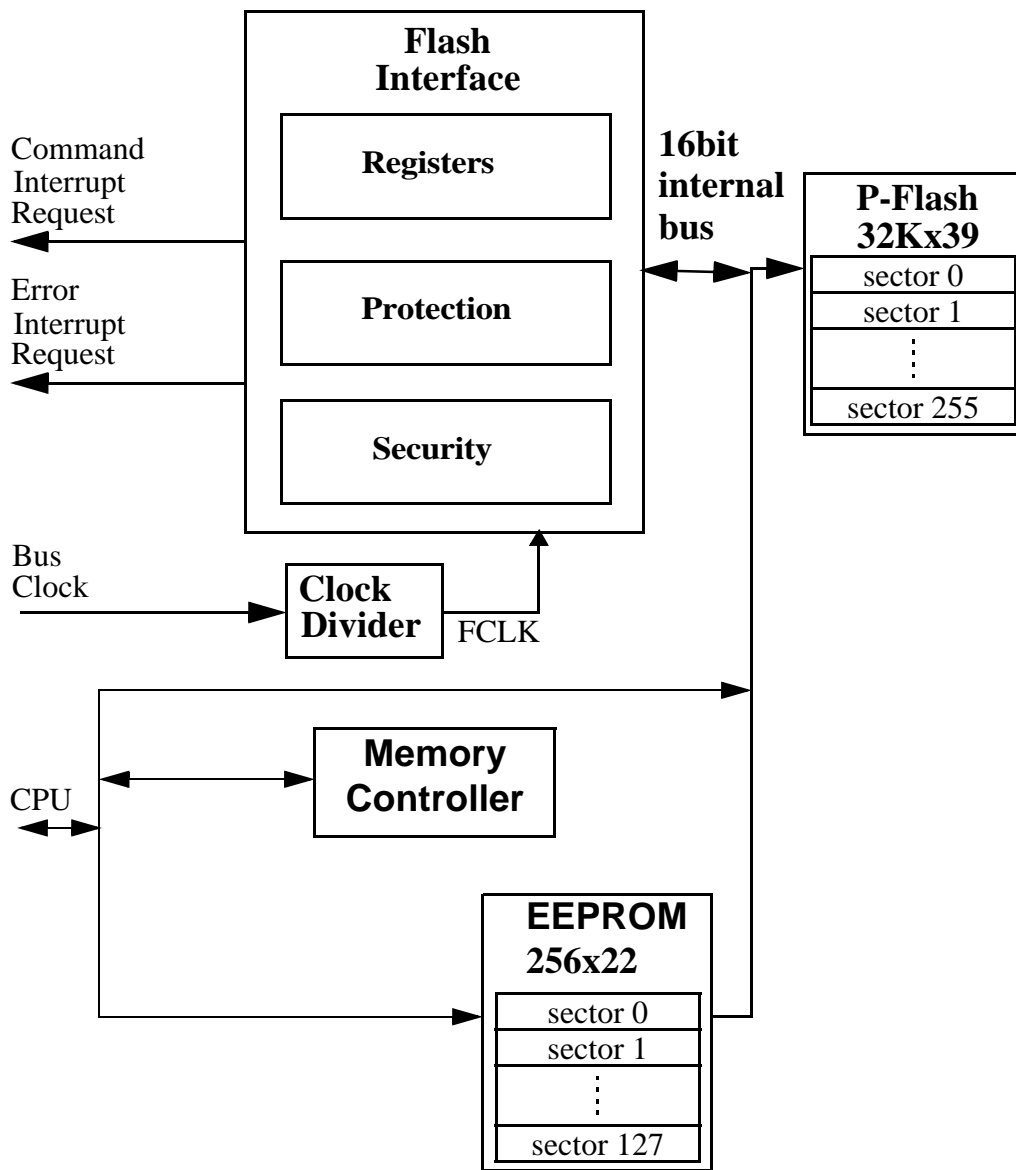 Flash
Interface
Registers
Protection
Security
Command
Interrupt
Request
Error
Interrupt
Request
16bit
internal
bus
P-Flash
32Kx39
sector 0
sector 1
sector 255
Bus
Clock
Clock
Divider
FCLK
Memory
Controller
CPU
EEPROM
256x22
sector 0
sector 1
sector 127